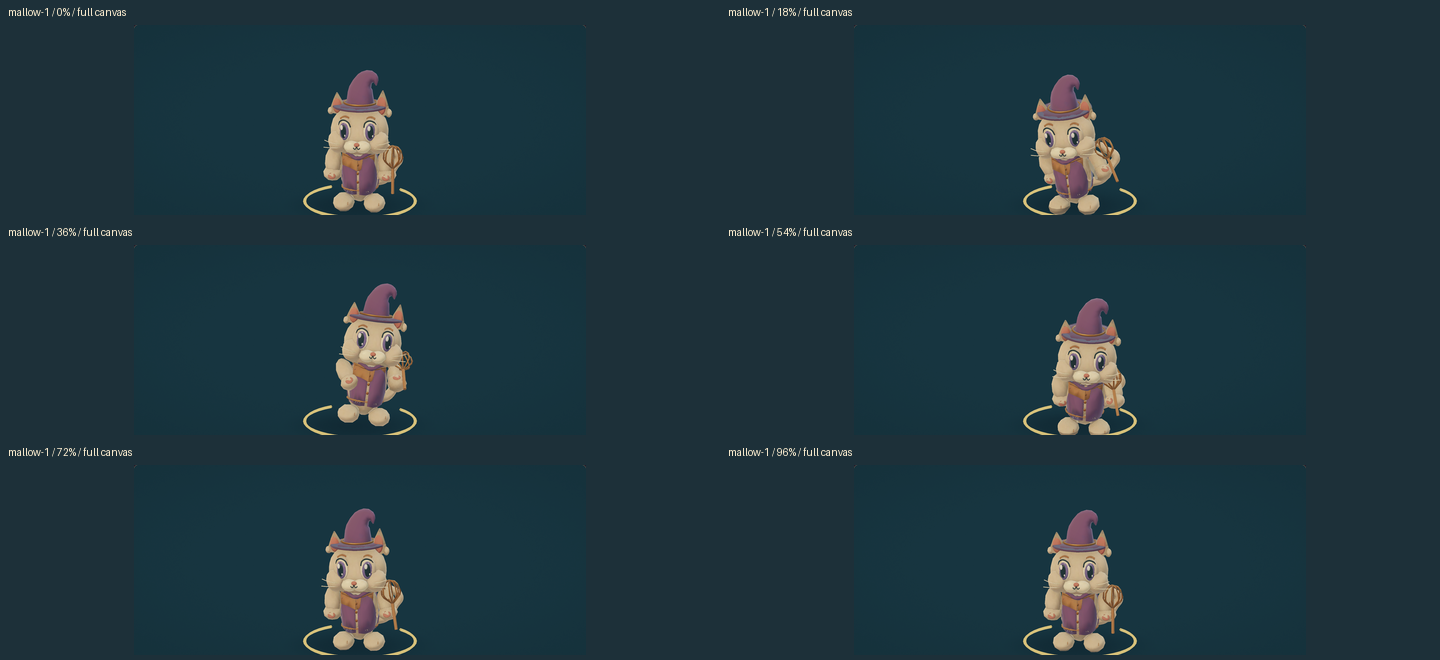 mallow-1 / 0% / full canvas
mallow-1 / 18% / full canvas
mallow-1 / 36% / full canvas
mallow-1 / 54% / full canvas
mallow-1 / 72% / full canvas
mallow-1 / 96% / full canvas